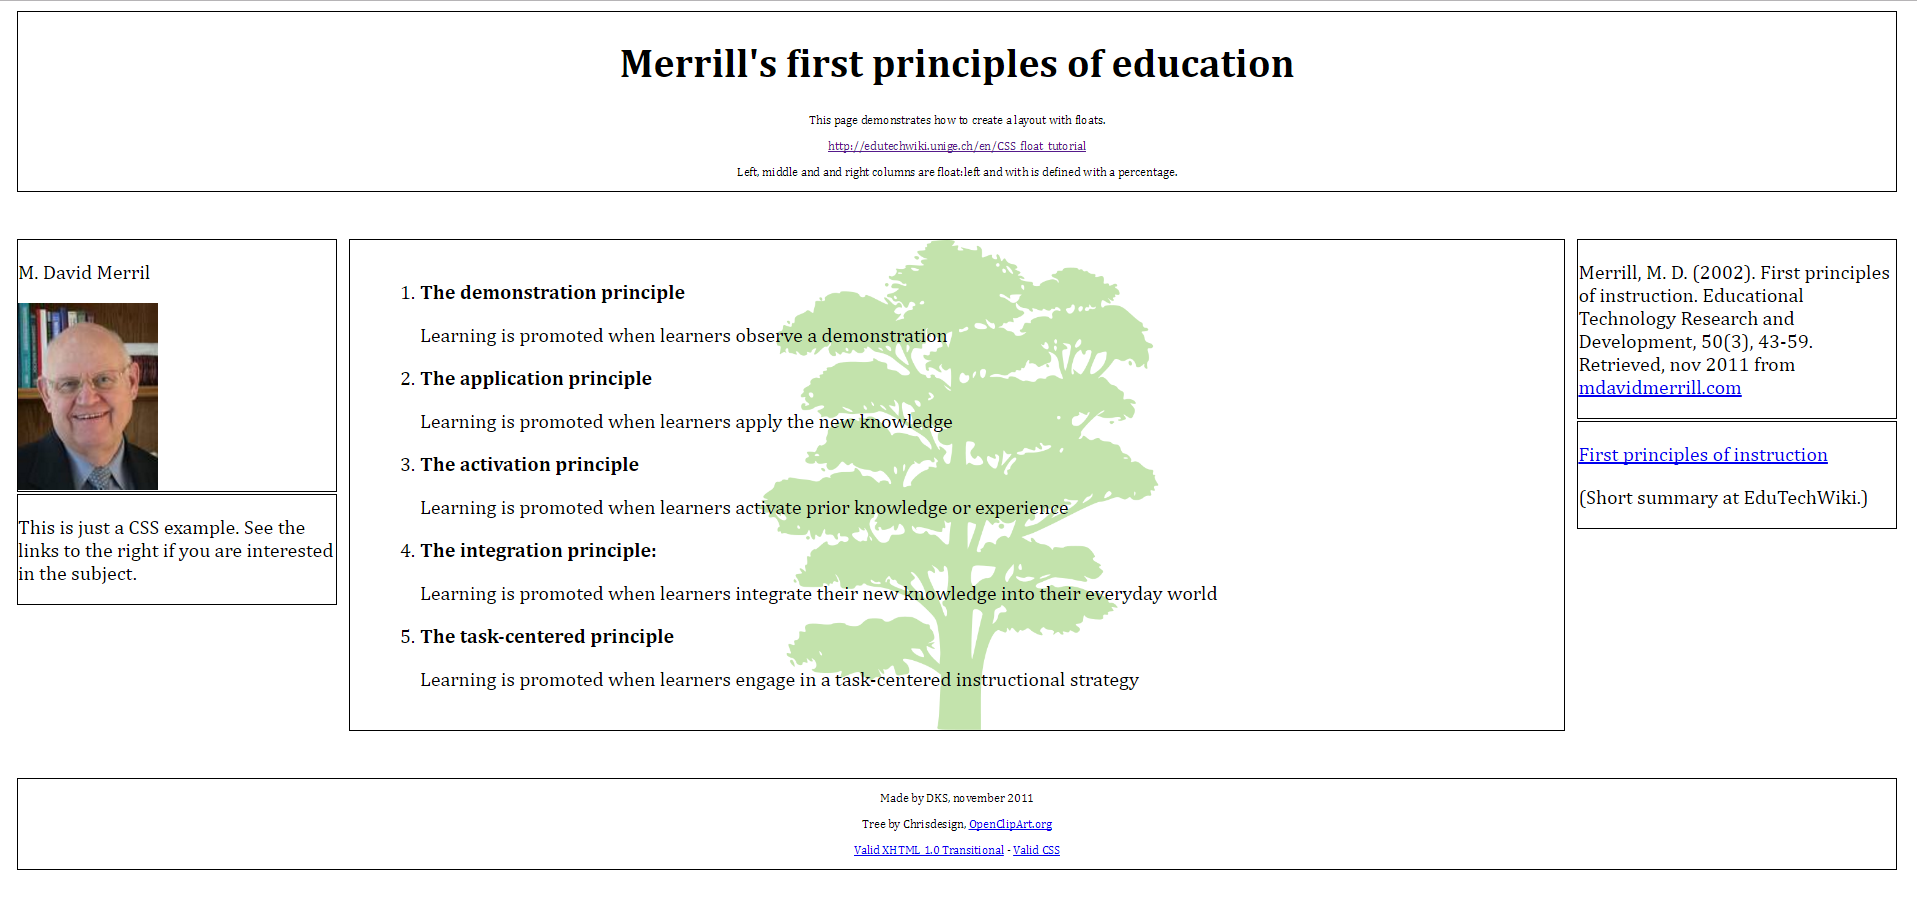 Merrill's first principles of education
This page demonstrates how to create a layout with floats.
http://edutechwiki.unige.ch/en/CSS_float_tutorial
Left, middle and and right columns are float:left and with is defined with a percentage.
M. David Merril
This is just a CSS example. See the
links to the right if you are interested
in the subject.
1. The demonstration principle
Learning is promoted when learners observe a demonstration
2. The application principle
Learning is promoted when learners apply the new knowledge
3. The activation principle
Learning is promoted when learners activate prior knowledge or experience
4. The integration principle:
Learning is promoted when learners integrate their new knowledge into their everyday world
5. The task-centered principle
Learning is promoted when learners engage in a task-centered instructional strategy
Merrill, M. D. (2002). First principles
of instruction. Educational
Technology Research and
Development, 50(3), 43-59.
Retrieved, nov 2011 from
mdavidmerrill.com
First principles of instruction
(Short summary at EduTechWiki.)
Made by DKS, november 2011
Tree by Chrisdesign, OpenClipArt.org
Valid XHTML 1.0 Transitional - Valid CSS